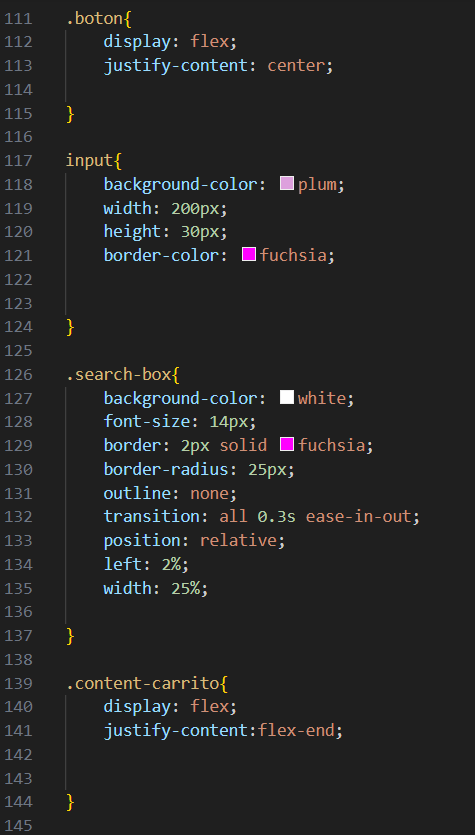 111 .boton{
112     display: flex;
113     justify-content: center;
114
115 }
116
117 input{
118     background-color: plum;
119     width: 200px;
120     height: 30px;
121     border-color: fuchsia;
122
123
124 }
125
126 .search-box{
127     background-color: white;
128     font-size: 14px;
129     border: 2px solid fuchsia;
130     border-radius: 25px;
131     outline: none;
132     transition: all 0.3s ease-in-out;
133     position: relative;
134     left: 2%;
135     width: 25%;
136
137 }
138
139 .content-carrito{
140     display: flex;
141     justify-content:flex-end;
142
143
144 }
145